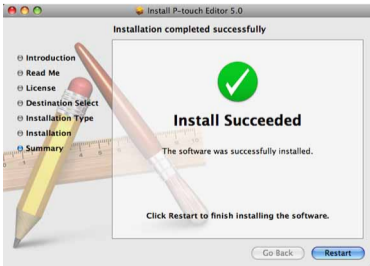 Install P-touch Editor 5.0
Installation completed successfully
Introduction
Read Me
License
Destination Select
Installation Type
Installation
Summary
Install Succeeded
The software was successfully installed.
Click Restart to finish installing the software.
Go Back
Restart